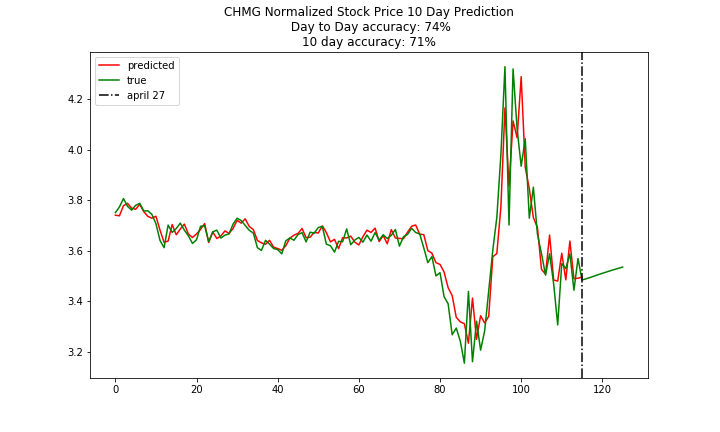 CHMG Normalized Stock Price 10 Day Prediction
Day to Day accuracy: 74%
10 day accuracy: 71%
predicted
true
april 27
4.2
4.0
3.8
3.6
3.4
3.2
0 20 40 60 80 100 120